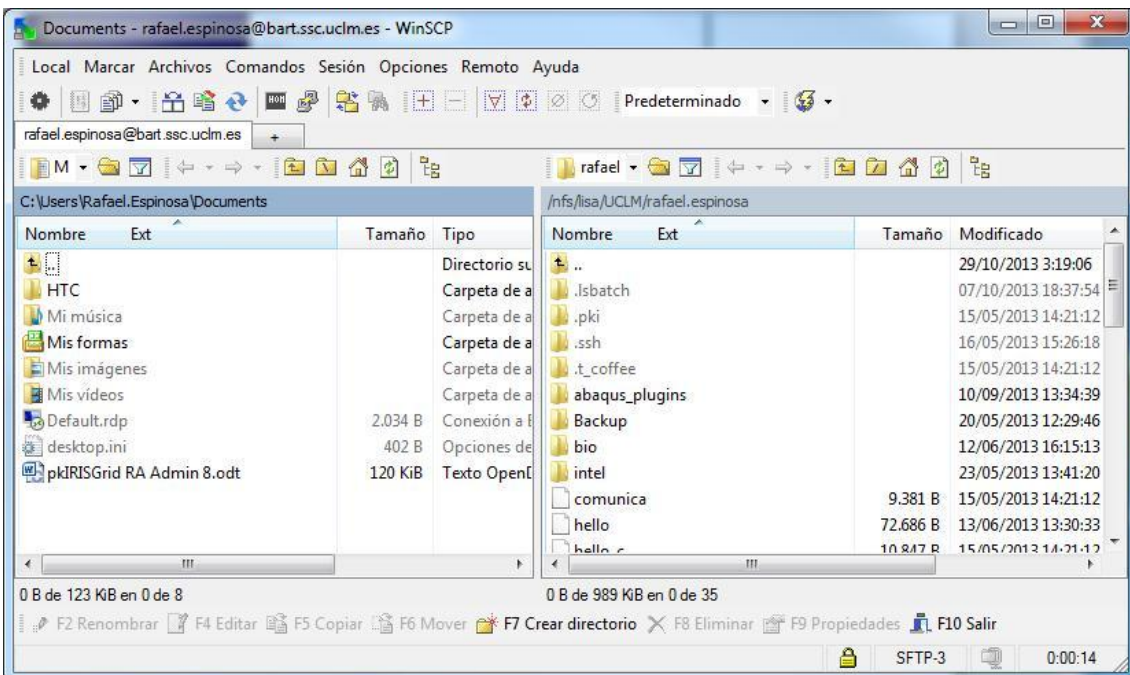 Documents - rafael.espinosa@bart.ssc.uclm.es - WinSCP
Local Marcar Archivos Comandos Sesión Opciones Remoto Ayuda
Predeterminado
rafael.espinosa@bart.ssc.uclm.es +
M rafael
C:\Users\Rafael.Espinosa\Documents
Nombre Ext Tamaño Tipo
.. Directorio su
HTC Carpeta de a
Mi música Carpeta de a
Mis formas Carpeta de a
Mis imágenes Carpeta de a
Mis vídeos Carpeta de a
Default.rdp 2.034 B Conexión a E
desktop.ini 402 B Opciones de
pkIRISGrid RA Admin 8.odt 120 KiB Texto OpenD
0 B de 123 KiB en 0 de 8
/nfs/lisa/UCLM/rafael.espinosa
Nombre Ext Tamaño Modificado
.. 29/10/2013 3:19:06
.lsbatch 07/10/2013 18:37:54
.pki 15/05/2013 14:21:12
.ssh 16/05/2013 15:26:18
.t_coffee 15/05/2013 14:21:12
abaqus_plugins 10/09/2013 13:34:39
Backup 20/05/2013 12:29:46
bio 12/06/2013 16:15:13
intel 23/05/2013 13:41:20
comunica 9.381 B 15/05/2013 14:21:12
hello 72.686 B 13/06/2013 13:30:33
hello_c 10.847 B 15/05/2013 14:21:12
0 B de 989 KiB en 0 de 35
F2 Renombrar F4 Editar F5 Copiar F6 Mover F7 Crear directorio F8 Eliminar F9 Propiedades F10 Salir
SFTP-3 0:00:14